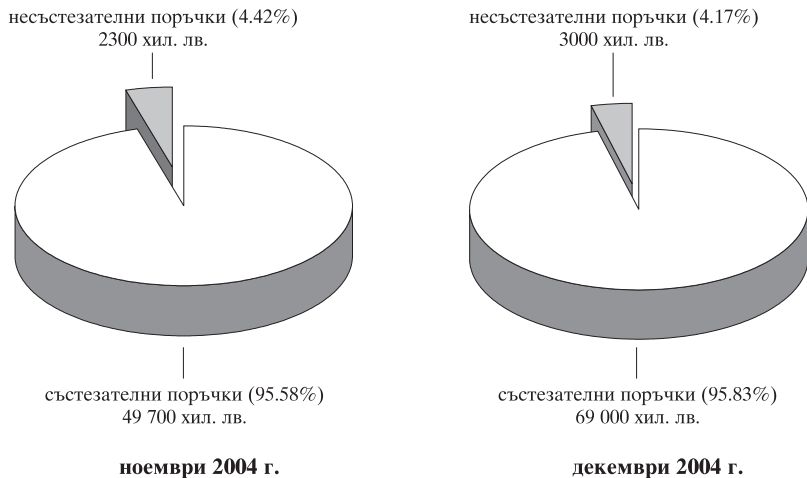 несъстезателни поръчки (4.42%)
2300 хил. лв.
състезателни поръчки (95.58%)
49 700 хил. лв.
ноември 2004 г.
несъстезателни поръчки (4.17%)
3000 хил. лв.
състезателни поръчки (95.83%)
69 000 хил. лв.
декември 2004 г.